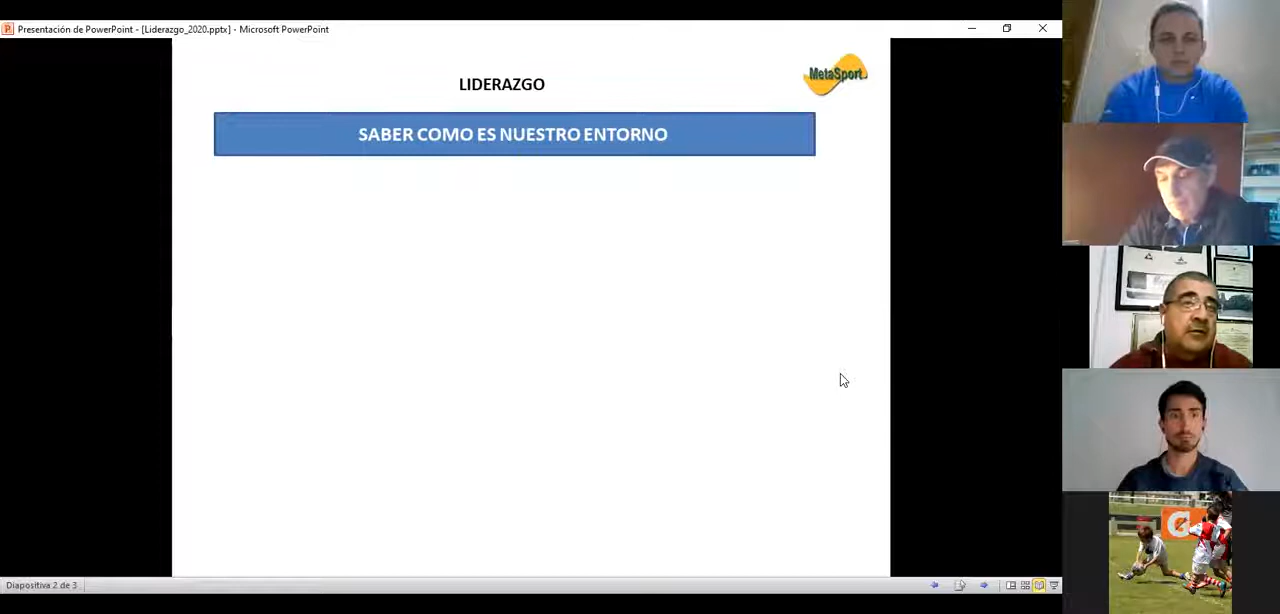 Presentación de PowerPoint - [Liderazgo_2020.pptx] - Microsoft PowerPoint
LIDERAZGO
MetaSport
SABER COMO ES NUESTRO ENTORNO
G
Diapositiva 2 de 3